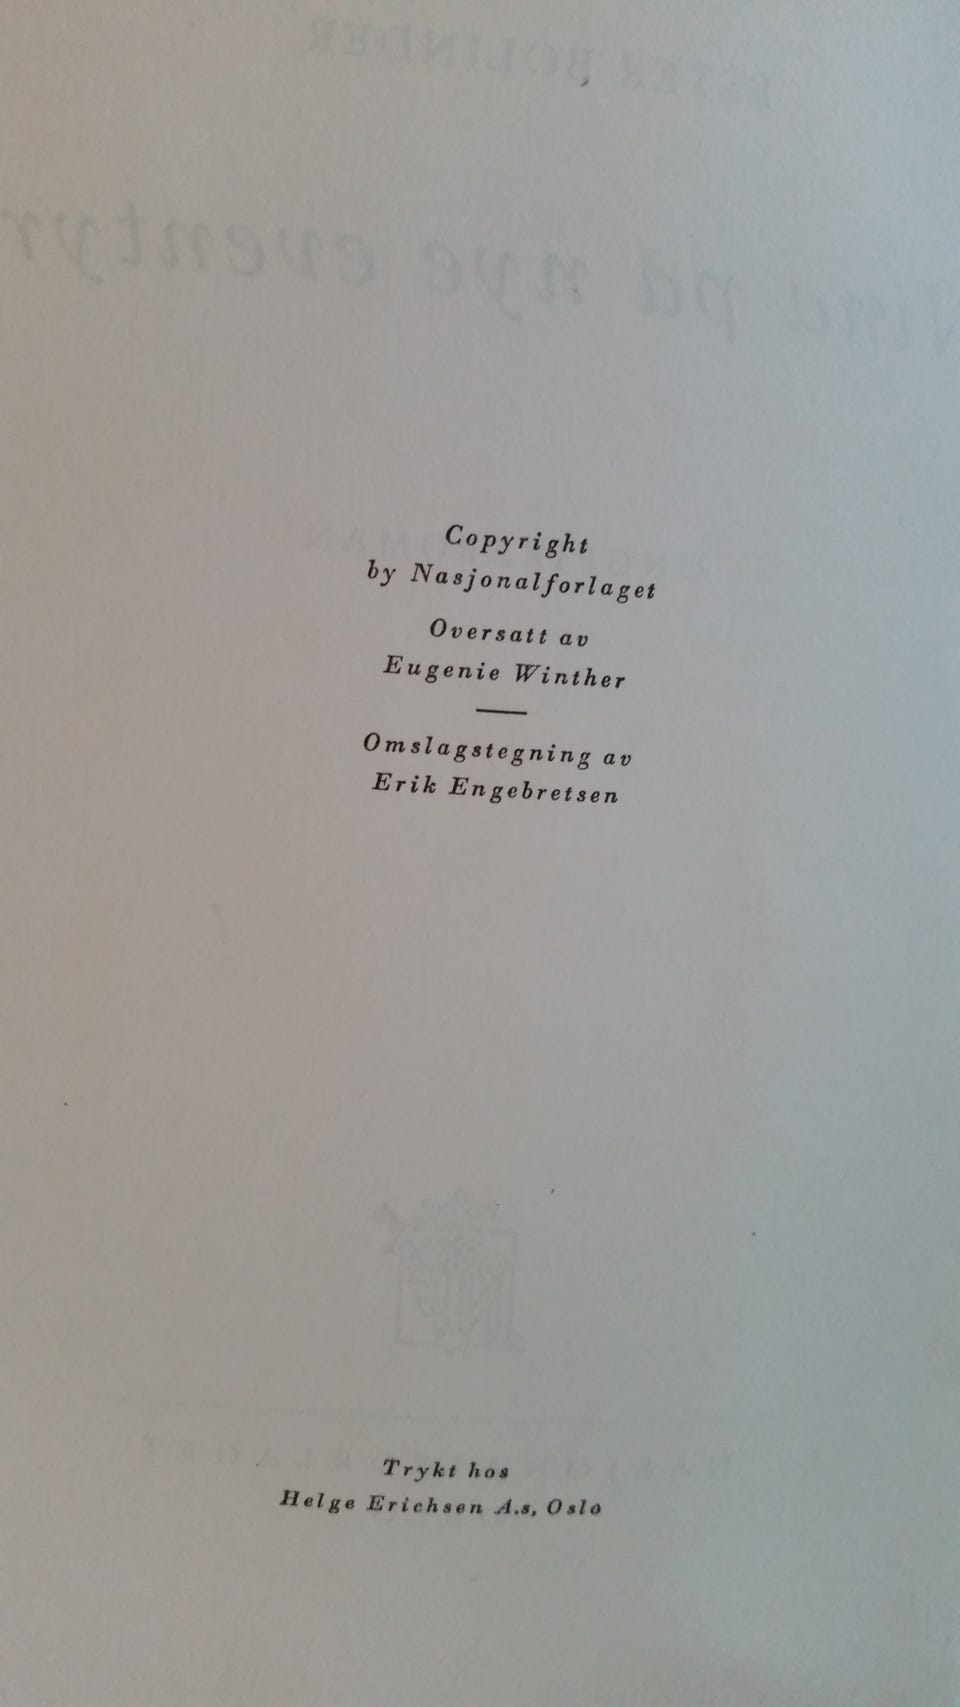 Copyright
by Nasjonalforlaget
Oversatt av
Eugenie Winther
Omslagstegning av
Erik Engebretsen
Trykt hos
Helge Erichsen A.s, Oslo